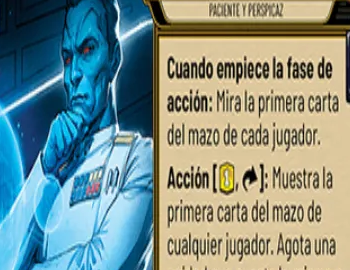 PACIENTE Y PERSPICAZ
Cuando empiece la fase de
acción: Mira la primera carta
del mazo de cada jugador.
Acción [1 ]: Muestra la
primera carta del mazo de
cualquier jugador. Agota una